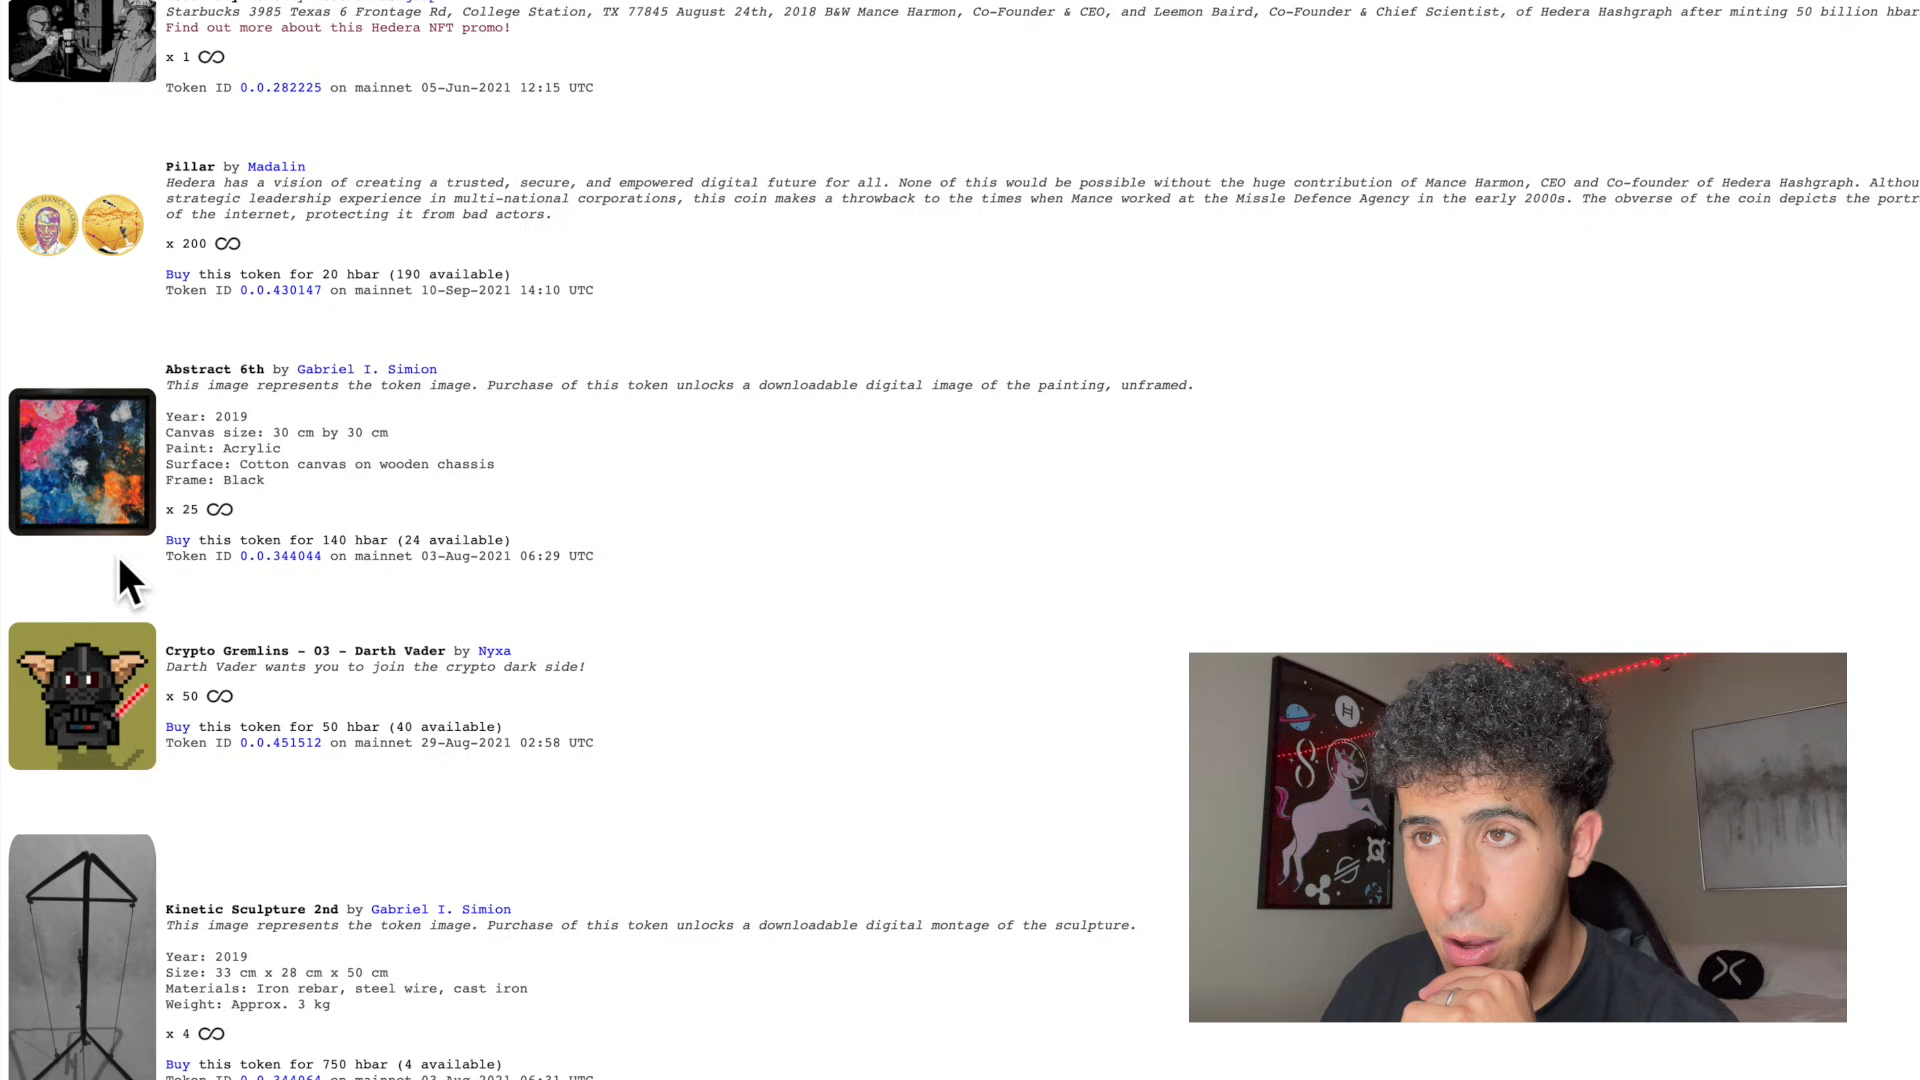 Starbucks 3985 Texas 6 Frontage Rd, College Station, TX 77845 August 24th, 2018 B&W Mance Harmon, Co-Founder & CEO, and Leemon Baird, Co-Founder & Chief Scientist, of Hedera Hashgraph after minting 50 billion hbar
Find out more about this Hedera NFT promo!
x 1
Token ID 0.0.282225 on mainnet 05-Jun-2021 12:15 UTC
Pillar by Madalin
Hedera has a vision of creating a trusted, secure, and empowered digital future for all. None of this would be possible without the huge contribution of Mance Harmon, CEO and Co-founder of Hedera Hashgraph. Althou
strategic leadership experience in multi-national corporations, this coin makes a throwback to the times when Mance worked at the Missle Defence Agency in the early 2000s. The obverse of the coin depicts the portr
of the internet, protecting it from bad actors.
x 200
Buy this token for 20 hbar (190 available)
Token ID 0.0.430147 on mainnet 10-Sep-2021 14:10 UTC
Abstract 6th by Gabriel I. Simion
This image represents the token image. Purchase of this token unlocks a downloadable digital image of the painting, unframed.
Year: 2019
Canvas size: 30 cm by 30 cm
Paint: Acrylic
Surface: Cotton canvas on wooden chassis
Frame: Black
x 25
Buy this token for 140 hbar (24 available)
Token ID 0.0.344044 on mainnet 03-Aug-2021 06:29 UTC
Crypto Gremlins - 03 - Darth Vader by Nyxa
Darth Vader wants you to join the crypto dark side!
x 50
Buy this token for 50 hbar (40 available)
Token ID 0.0.451512 on mainnet 29-Aug-2021 02:58 UTC
Kinetic Sculpture 2nd by Gabriel I. Simion
This image represents the token image. Purchase of this token unlocks a downloadable digital montage of the sculpture.
Year: 2019
Size: 33 cm x 28 cm x 50 cm
Materials: Iron rebar, steel wire, cast iron
Weight: Approx. 3 kg
x 4
Buy this token for 750 hbar (4 available)
Token ID 0.0.344064 on mainnet 03-Aug-2021 06:31 UTC